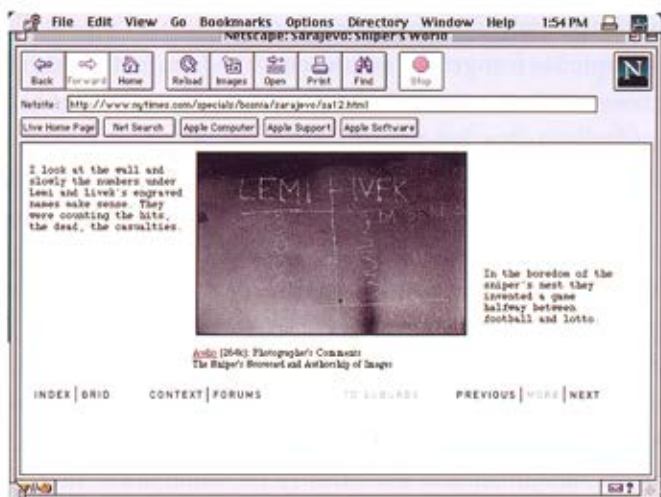 File Edit View Go Bookmarks Options Directory Window Help 1:54 PM
Netscape: Sarajevo: Sniper's World
Back Forward Home Reload Images Open Print Find Stop
N
Netsite: http://www.nytimes.com/specials/bosnia/sarajevo/sa12.html
Live Home Page Net Search Apple Computer Apple Support Apple Software
I look at the wall and
slowly the numbers under
Lemi and Livek's engraved
names make sense. They
were counting the hits,
the dead, the casualties.
LEMI IVEK
In the boredom of the
sniper's nest they
invented a game
halfway between
football and lotto.
Audio [264k]: Photographer's Comments
The Sniper's Scorecard and Authorship of Images
INDEX | GRID CONTEXT | FORUMS TO SUBURBS PREVIOUS | MORE | NEXT
?